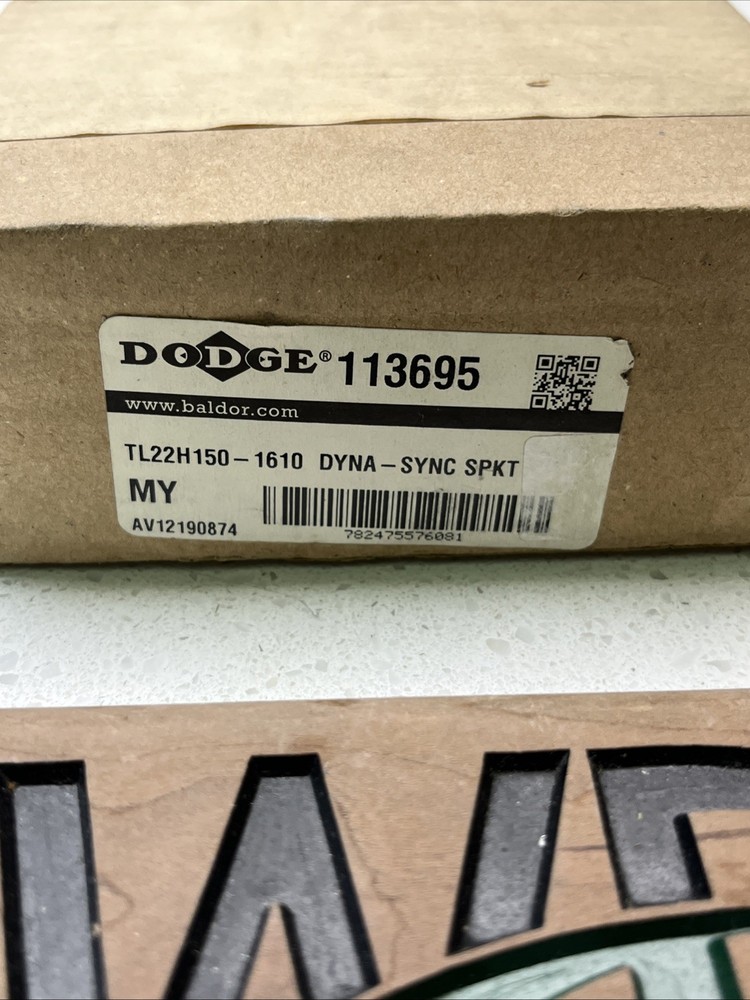 DODGE® 113695
www.baldor.com
TL22H150-1610 DYNA-SYNC SPKT
MY
AV12190874
782475576081